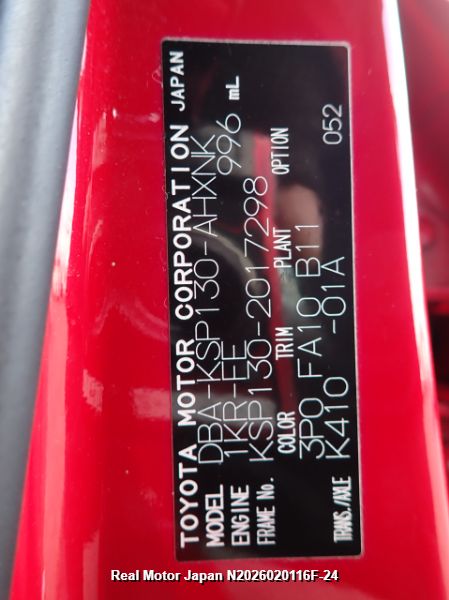 TOYOTA MOTOR CORPORATION JAPAN
MODEL DBA-KSP130-AHXNK
ENGINE 1KR-FE 996 mL
FRAME No. KSP130-2017298
COLOR TRIM PLANT OPTION
3P0 FA10 B11
TRANS./AXLE K410 -01A 052
Real Motor Japan N2026020116F-24